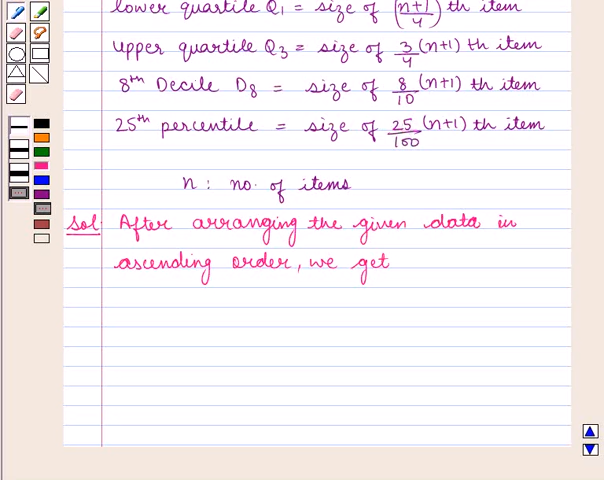 lower quartile Q₁ = size of ((n+1)/4) th item
upper quartile Q₃ = size of 3/4 (n+1) th item
8th Decile D₈ = size of 8/10 (n+1) th item
25th percentile = size of 25/100 (n+1) th item
n : no. of items
Sol. After arranging the given data in
ascending order, we get